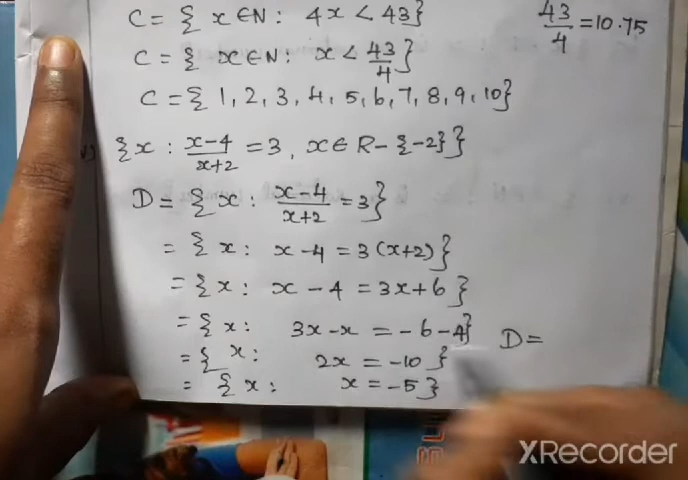 C = { x ∈ N : 4x < 43}
43/4 = 10.75
C = { x ∈ N : x < 43/4 }
C = { 1, 2, 3, 4, 5, 6, 7, 8, 9, 10}
{x : x-4/x+2 = 3, x ∈ R - {-2}}
D = { x : x-4/x+2 = 3}
= { x : x-4 = 3(x+2)}
= { x : x - 4 = 3x+6 }
= { x : 3x-x = -6-4}
D =
= { x : 2x = -10 }
= { x : x = -5 }
XRecorder